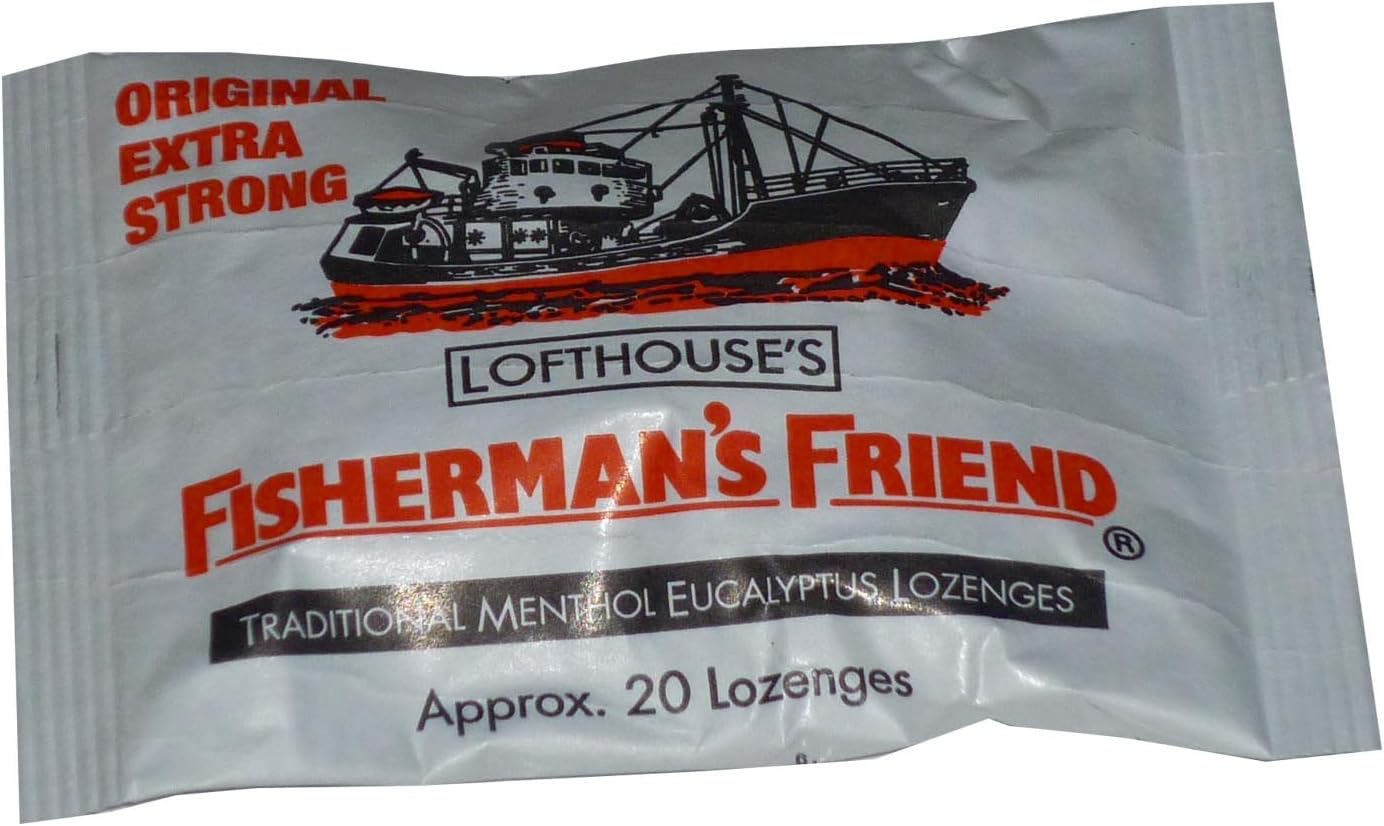 ORIGINAL
EXTRA
STRONG
LOFTHOUSE'S
FISHERMAN'S FRIEND
®
TRADITIONAL MENTHOL EUCALYPTUS LOZENGES
Approx. 20 Lozenges